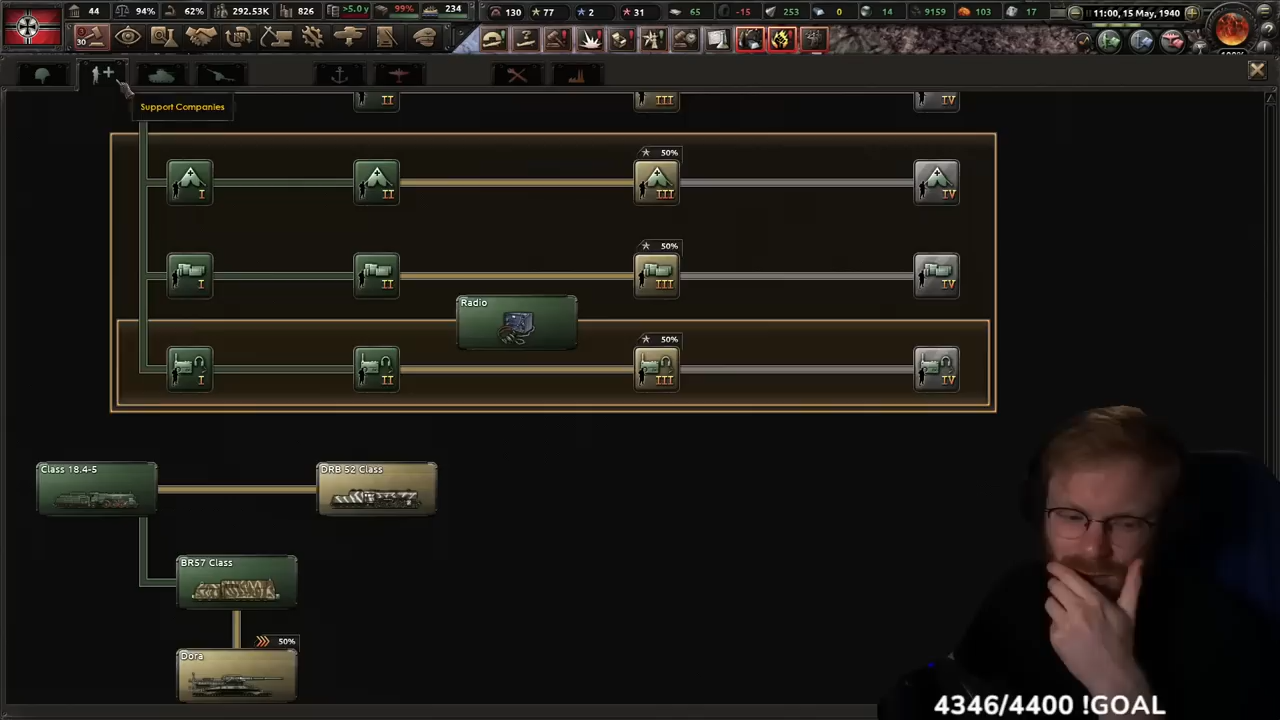 44 94% 62% 292.53K 826 >5.0 y 99% 234 130 77 2 31 65 -15 253 0 14 9159 103 17 11:00, 15 May, 1940
30
100%
Support Companies
II III IV
50%
I II III IV
50%
I II III IV
Radio
50%
I II III IV
Class 18.4-5 DRB 52 Class
BR57 Class
50%
Dora
4346/4400 !GOAL